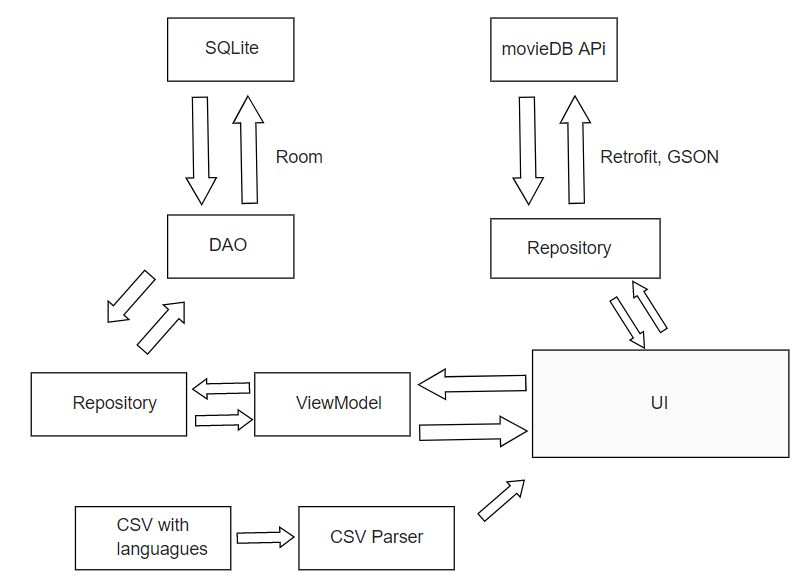 SQLite
movieDB APi
Room
Retrofit, GSON
DAO
Repository
Repository
ViewModel
UI
CSV with
languagues
CSV Parser